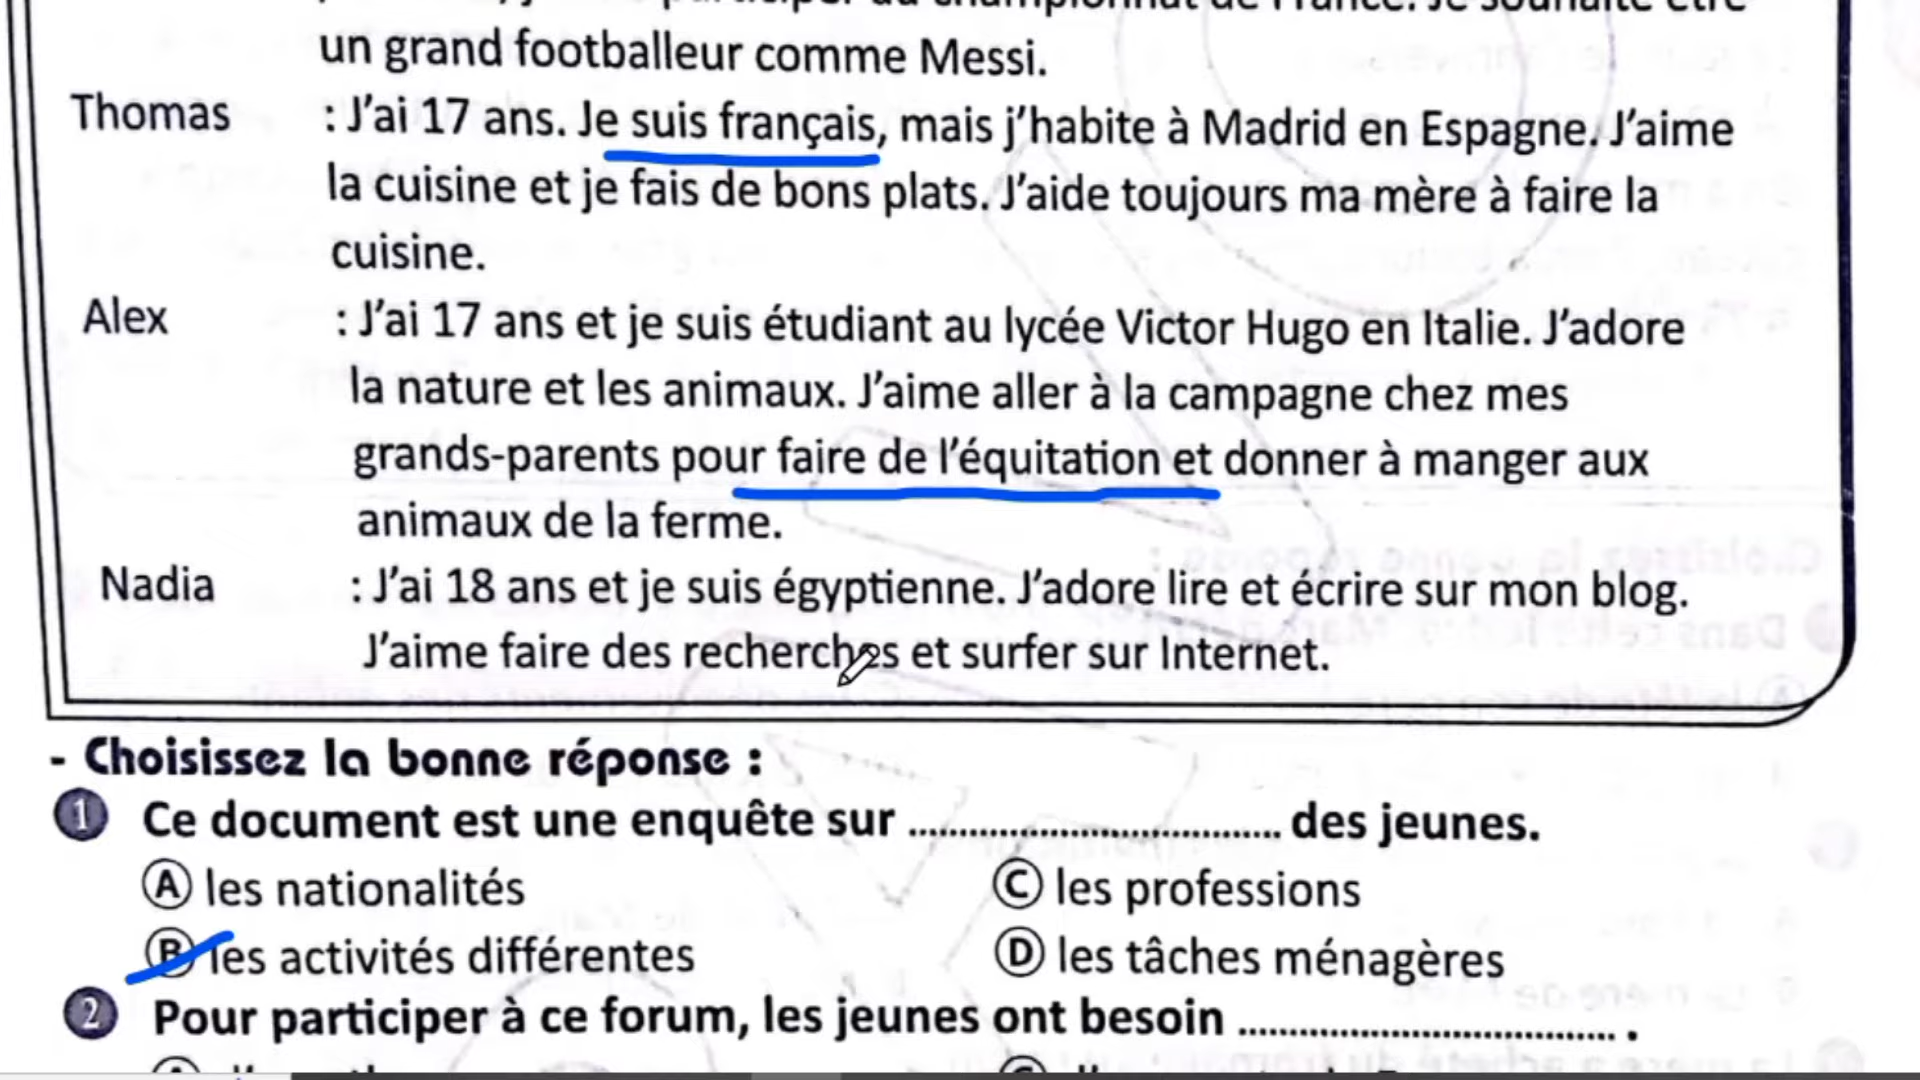 un grand footballeur comme Messi.
Thomas : J'ai 17 ans. Je suis français, mais j'habite à Madrid en Espagne. J'aime
la cuisine et je fais de bons plats. J'aide toujours ma mère à faire la
cuisine.
Alex : J'ai 17 ans et je suis étudiant au lycée Victor Hugo en Italie. J'adore
la nature et les animaux. J'aime aller à la campagne chez mes
grands-parents pour faire de l'équitation et donner à manger aux
animaux de la ferme.
Nadia : J'ai 18 ans et je suis égyptienne. J'adore lire et écrire sur mon blog.
J'aime faire des recherches et surfer sur Internet.
- Choisissez la bonne réponse :
1 Ce document est une enquête sur ................................ des jeunes.
A les nationalités C les professions
B les activités différentes D les tâches ménagères
2 Pour participer à ce forum, les jeunes ont besoin ................................ .